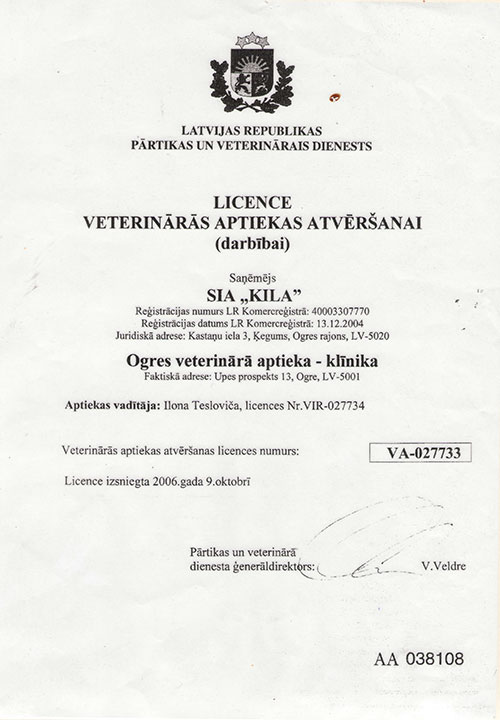 LATVIJAS REPUBLIKAS
PĀRTIKAS UN VETERINĀRAIS DIENESTS
LICENCE
VETERINĀRĀS APTIEKAS ATVĒRŠANAI
(darbībai)
Saņēmējs
SIA „KILA”
Reģistrācijas numurs LR Komercreģistrā: 40003307770
Reģistrācijas datums LR Komercreģistrā: 13.12.2004
Juridiskā adrese: Kastaņu iela 3, Ķegums, Ogres rajons, LV-5020
Ogres veterinārā aptieka - klīnika
Faktiskā adrese: Upes prospekts 13, Ogre, LV-5001
Aptiekas vadītāja: Ilona Tesloviča, licences Nr.VIR-027734
Veterinārās aptiekas atvēršanas licences numurs: VA-027733
Licence izsniegta 2006.gada 9.oktobrī
Pārtikas un veterinārā
dienesta ģenerāldirektors: V.Veldre
AA 038108